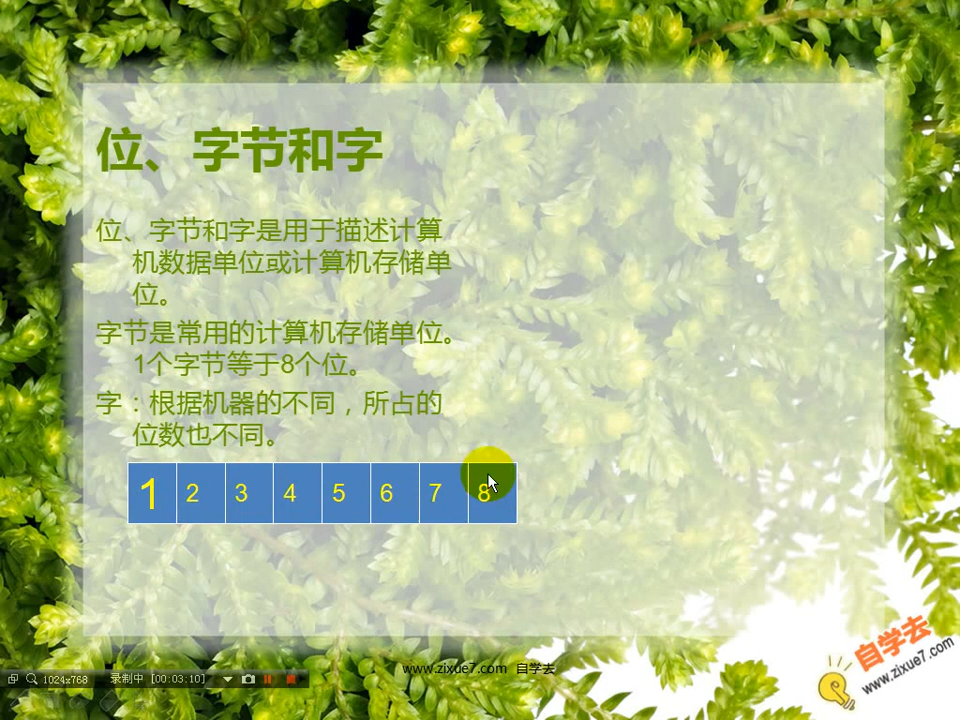 位、字节和字
位、字节和字是用于描述计算
机数据单位或计算机存储单
位。
字节是常用的计算机存储单位。
1个字节等于8个位。
字：根据机器的不同，所占的
位数也不同。
1 2 3 4 5 6 7 8
www.zixue7.com 自学去
自学去
www.zixue7.com
1024x768 录制中 [00:03:10]